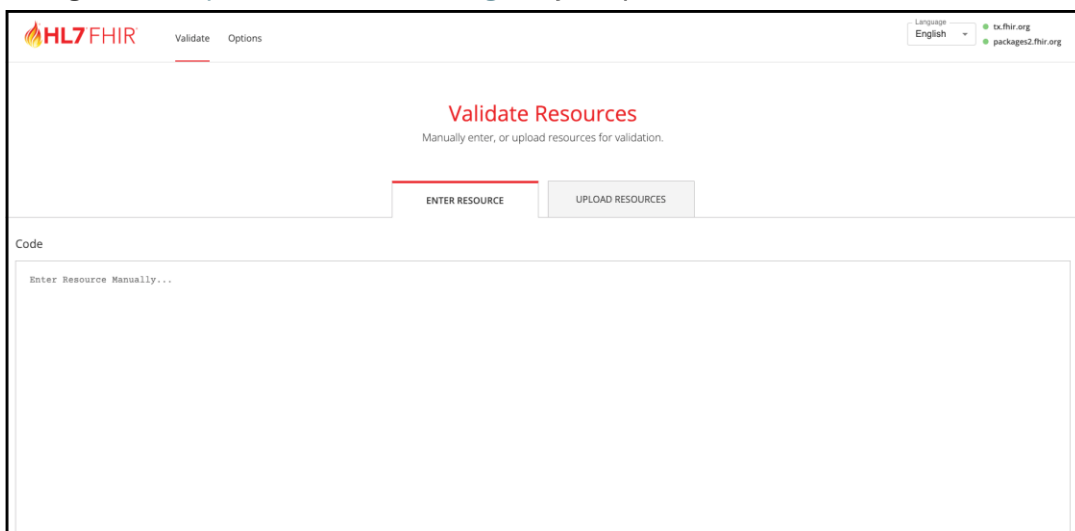 HL7 FHIR®
Validate Options
Language
English
tx.fhir.org
packages2.fhir.org
Validate Resources
Manually enter, or upload resources for validation.
ENTER RESOURCE
UPLOAD RESOURCES
Code
Enter Resource Manually...